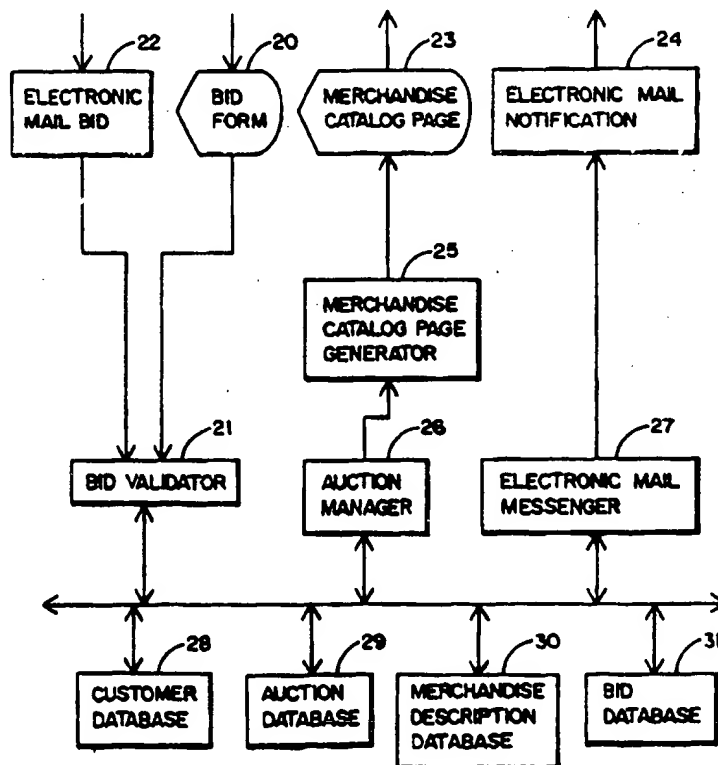 22
20
23
24
ELECTRONIC
MAIL BID
BID
FORM
MERCHANDISE
CATALOG PAGE
ELECTRONIC MAIL
NOTIFICATION
25
MERCHANDISE
CATALOG PAGE
GENERATOR
21
26
27
BID VALIDATOR
AUCTION
MANAGER
ELECTRONIC MAIL
MESSENGER
28
29
30
31
CUSTOMER
DATABASE
AUCTION
DATABASE
MERCHANDISE
DESCRIPTION
DATABASE
BID
DATABASE